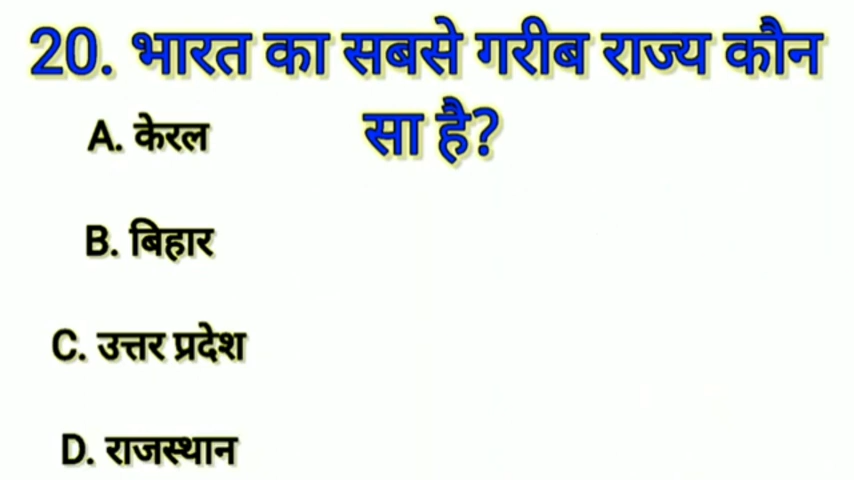 20. भारत का सबसे गरीब राज्य कौन
सा है?
A. केरल
B. बिहार
C. उत्तर प्रदेश
D. राजस्थान